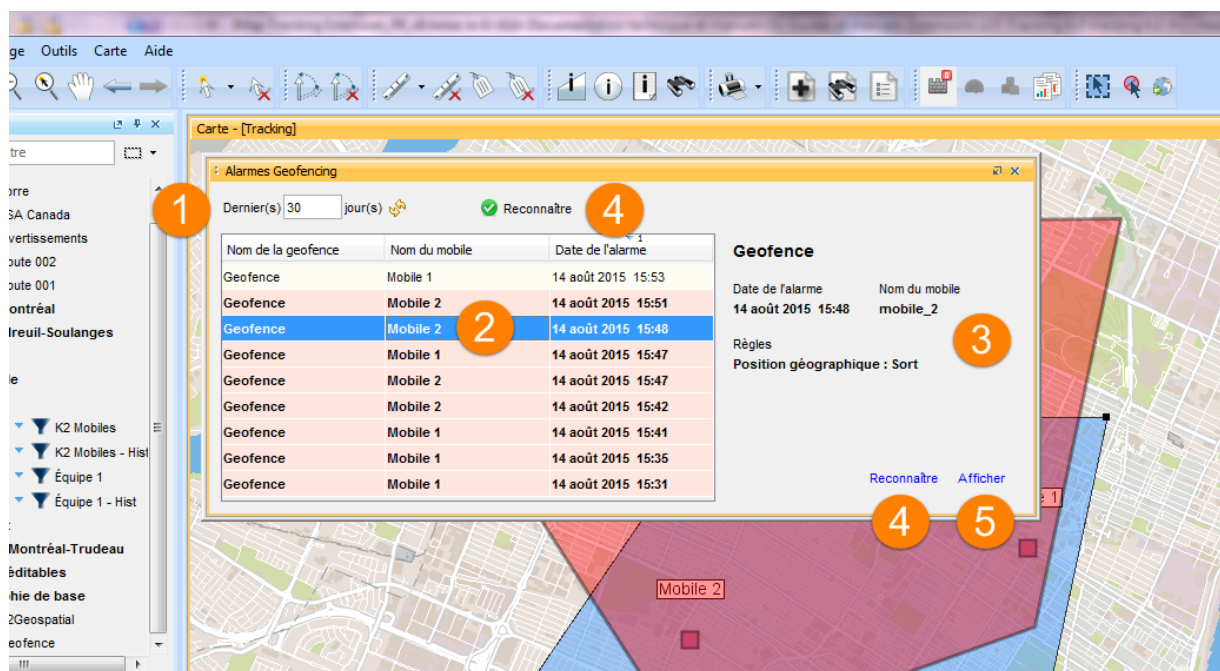 ge Outils Carte Aide
Carte - [Tracking]
tre
Alarmes Geofencing
1
Dernier(s) 30 jour(s)
Reconnaître
4
Nom de la geofence Nom du mobile Date de l'alarme 1
Geofence Mobile 1 14 août 2015 15:53
Geofence Mobile 2 14 août 2015 15:51
Geofence Mobile 2 14 août 2015 15:48
2
Geofence Mobile 1 14 août 2015 15:47
Geofence Mobile 2 14 août 2015 15:47
Geofence Mobile 2 14 août 2015 15:42
Geofence Mobile 1 14 août 2015 15:41
Geofence Mobile 1 14 août 2015 15:35
Geofence Mobile 1 14 août 2015 15:31
Geofence
Date de l'alarme Nom du mobile
14 août 2015 15:48 mobile_2
3
Règles
Position géographique : Sort
Reconnaître Afficher
4 5
orre
SA Canada
vertissements
oute 002
oute 001
ontréal
dreuil-Soulanges
le
K2 Mobiles
K2 Mobiles - Hist
Équipe 1
Équipe 1 - Hist
Montréal-Trudeau
éditables
hie de base
2Geospatial
eofence
e 1
Mobile 2